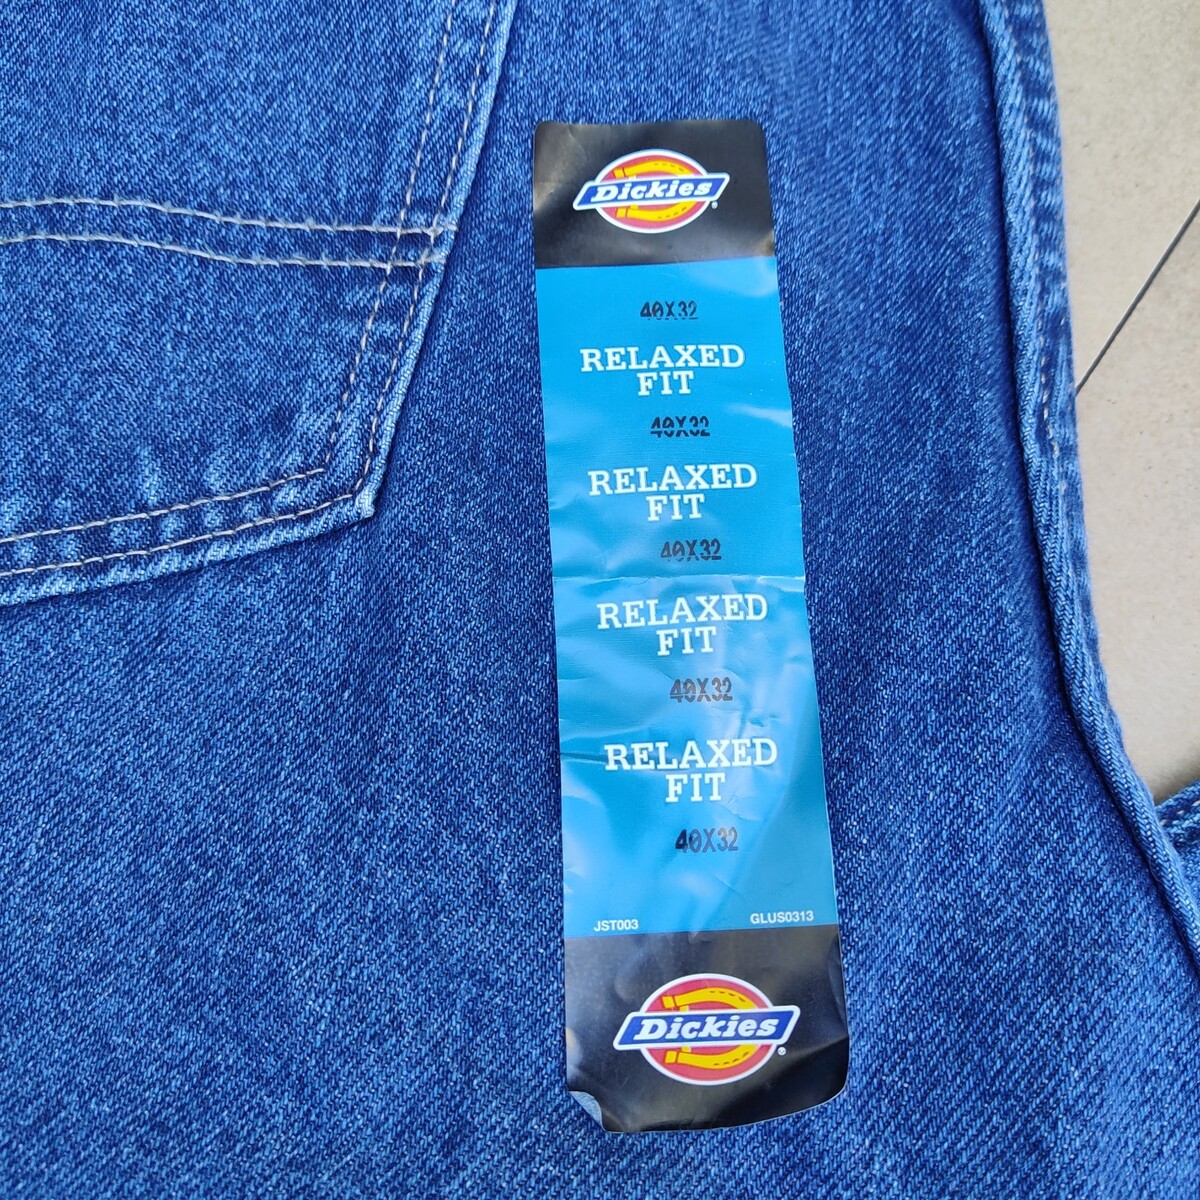 Dickies
40X32
RELAXED
FIT
40X32
RELAXED
FIT
40X32
RELAXED
FIT
40X32
RELAXED
FIT
40X32
JST003 GLUS0313
Dickies